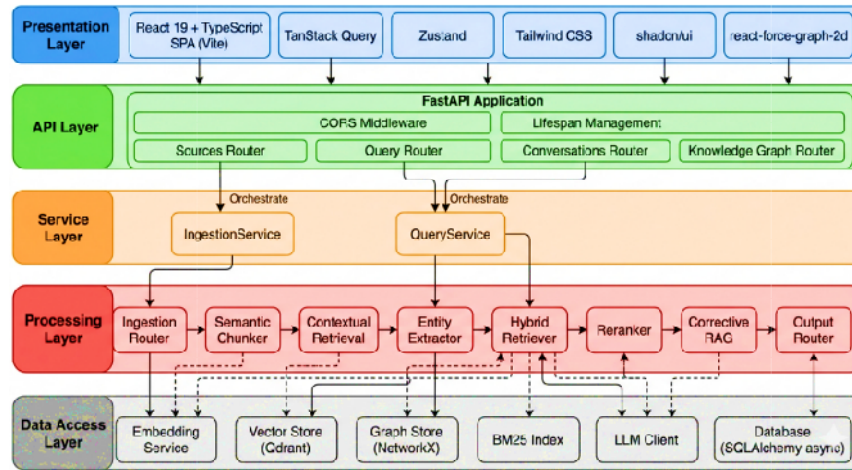 Presentation
Layer
React 19 + TypeScript
SPA (Vite)
TanStack Query
Zustand
Tailwind CSS
shadcn/ui
react-force-graph-2d
API Layer
FastAPI Application
CORS Middleware
Lifespan Management
Sources Router
Query Router
Conversations Router
Knowledge Graph Router
Orchestrate
Orchestrate
Service
Layer
IngestionService
QueryService
Processing
Layer
Ingestion
Router
Semantic
Chunker
Contextual
Retrieval
Entity
Extractor
Hybrid
Retriever
Reranker
Corrective
RAG
Output
Router
Data Access
Layer
Embedding
Service
Vector Store
(Qdrant)
Graph Store
(NetworkX)
BM25 Index
LLM Client
Database
(SQLAlchemy async)